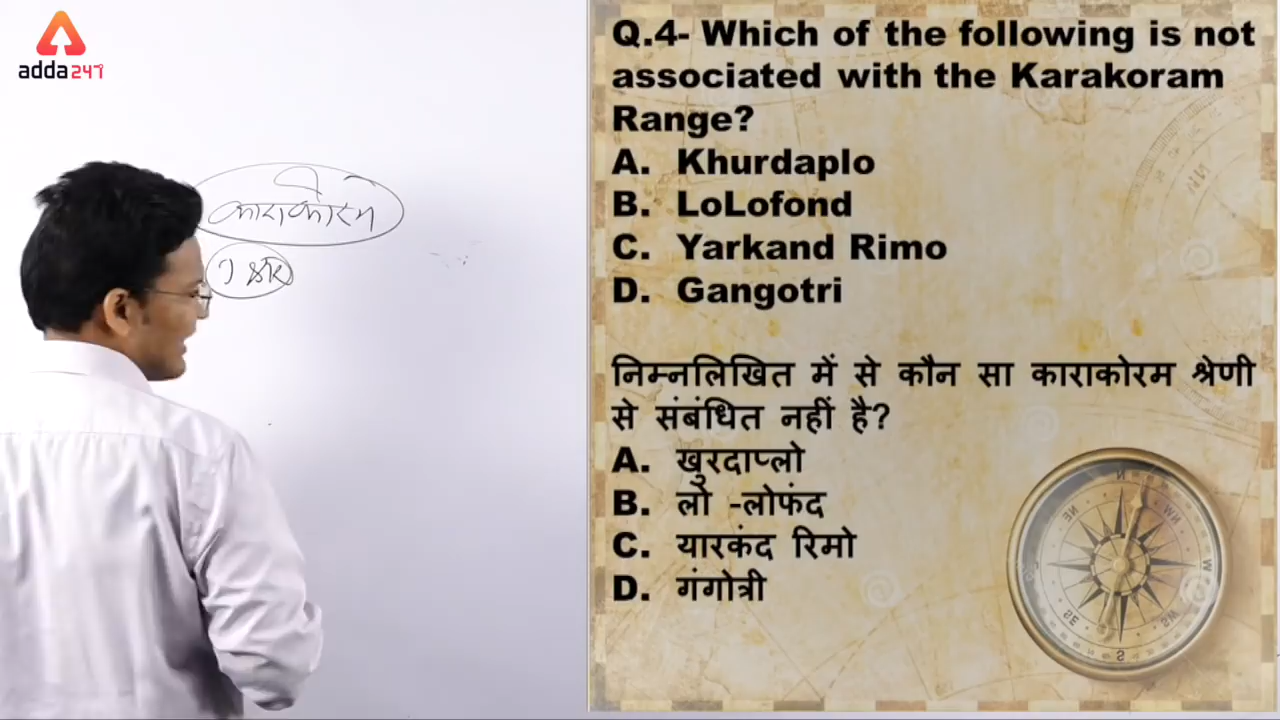 adda247
काराकोरम
Q.4- Which of the following is not
associated with the Karakoram
Range?
A. Khurdaplo
B. LoLofond
C. Yarkand Rimo
D. Gangotri
निम्नलिखित में से कौन सा काराकोरम श्रेणी
से संबंधित नहीं है?
A. खुरदाप्लो
B. लो -लोफंद
C. यारकंद रिमो
D. गंगोत्री